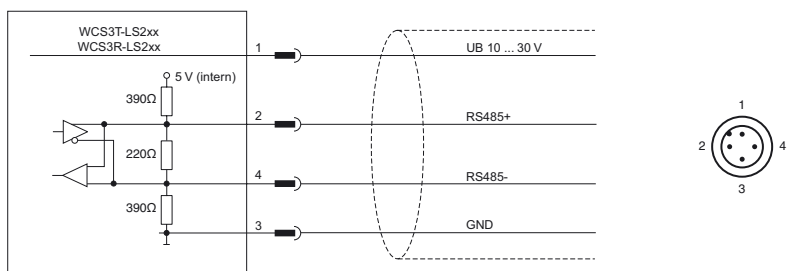 WCS3T-LS2xx
WCS3R-LS2xx
1
UB 10 ... 30 V
5 V (intern)
390Ω
2
RS485+
220Ω
4
RS485-
390Ω
3
GND
1
2
4
3